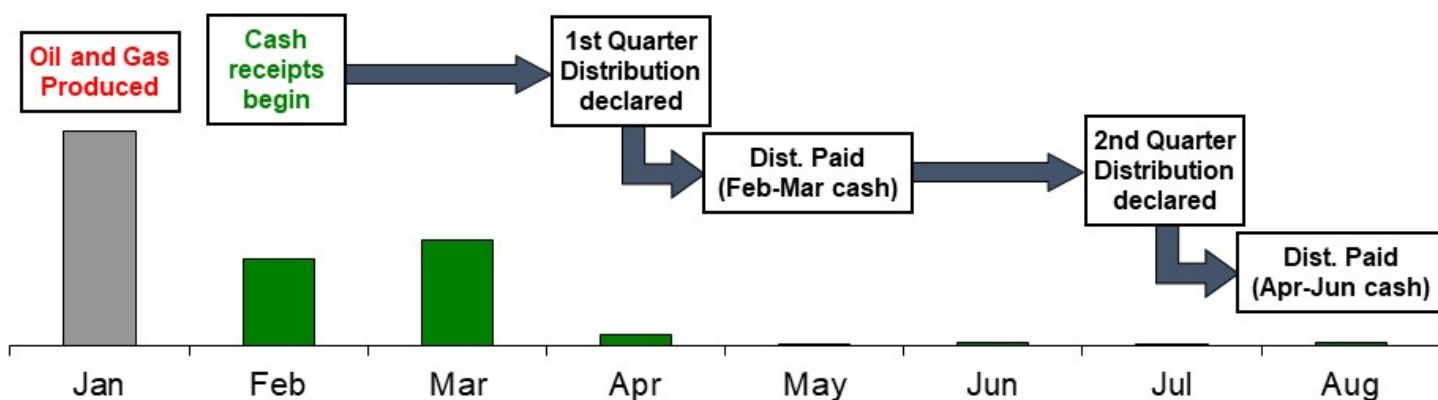 Oil and Gas
Produced
Cash
receipts
begin
1st Quarter
Distribution
declared
Dist. Paid
(Feb-Mar cash)
2nd Quarter
Distribution
declared
Dist. Paid
(Apr-Jun cash)
Jan
Feb
Mar
Apr
May
Jun
Jul
Aug